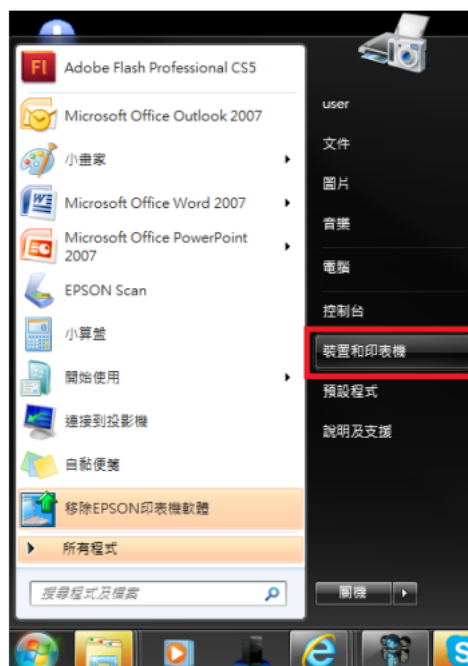 Fl
Adobe Flash Professional CS5
Microsoft Office Outlook 2007
小畫家
Microsoft Office Word 2007
Microsoft Office PowerPoint
2007
EPSON Scan
小算盤
開始使用
連接到投影機
自黏便箋
移除EPSON印表機軟體
所有程式
搜尋程式及檔案
user
文件
圖片
音樂
電腦
控制台
裝置和印表機
預設程式
說明及支援
關機